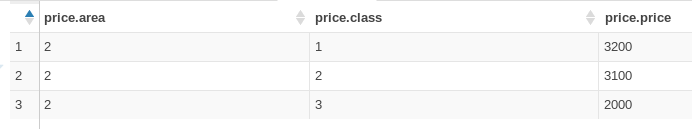 price.area price.class price.price
1 2 1 3200
2 2 2 3100
3 2 3 2000